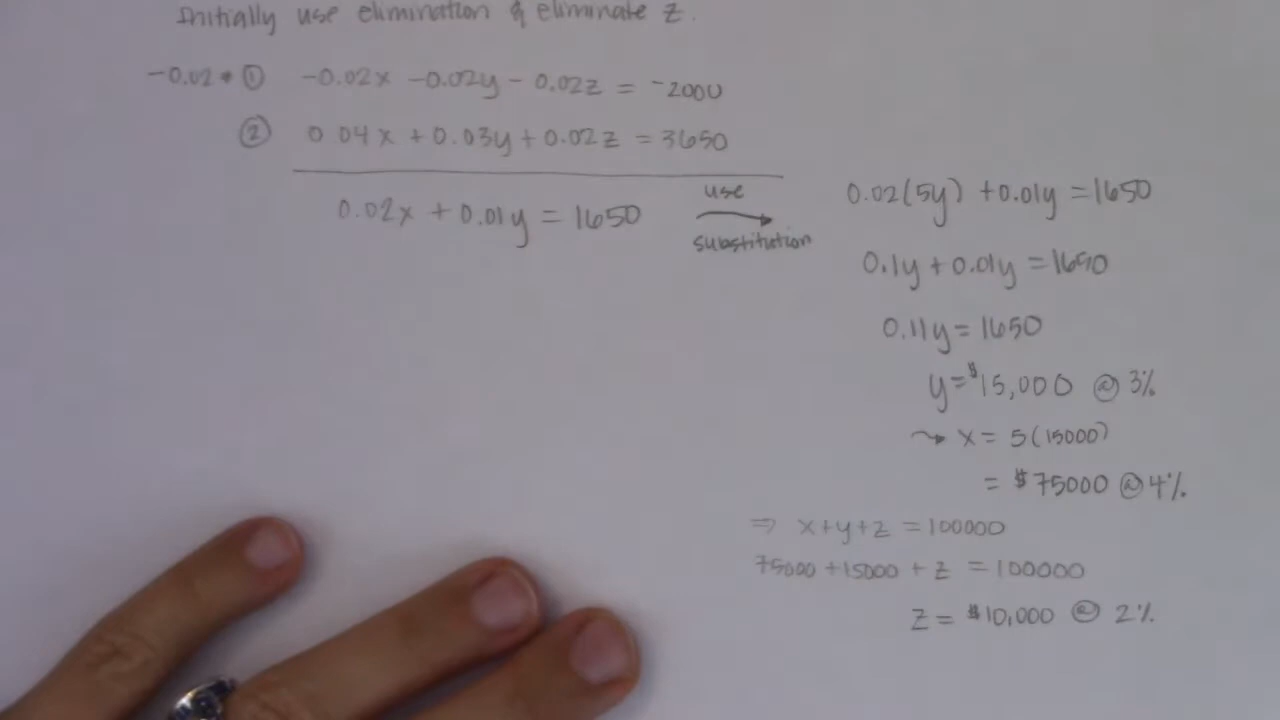 Initially use elimination & eliminate z.
-0.02 * ① -0.02x -0.02y - 0.02z = -2000
② 0.04x + 0.03y + 0.02z = 3650
0.02x + 0.01y = 1650
use
substitution
0.02(5y) + 0.01y = 1650
0.1y + 0.01y = 1650
0.11y = 1650
y = $15,000 @ 3%
→ x = 5(15000)
= $75000 @ 4%
⇒ x+y+z = 100000
75000 + 15000 + z = 100000
z = $10,000 @ 2%